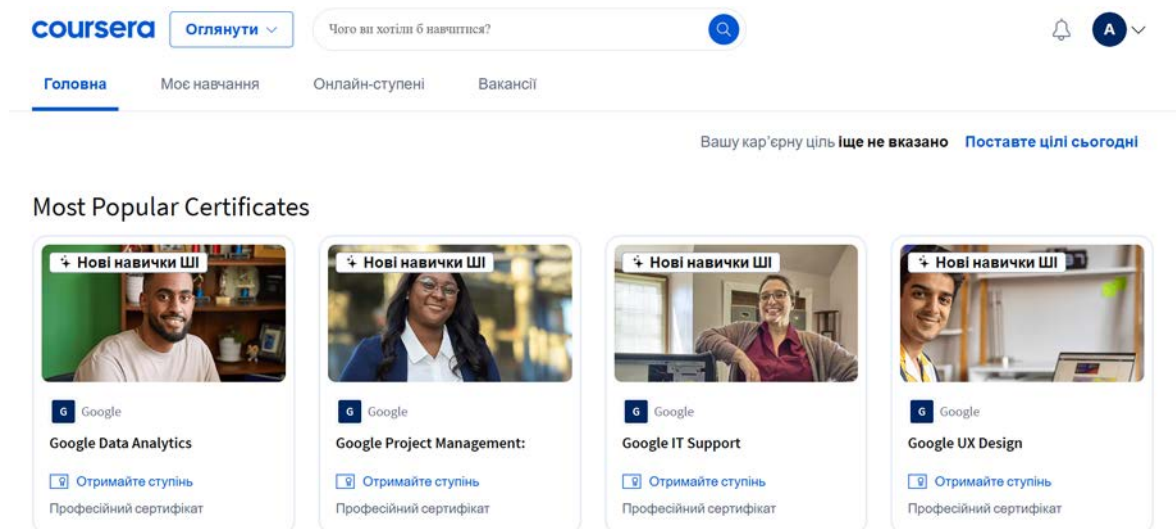 coursera Оглянути Чого ви хотіли б навчитися? A
Головна Моє навчання Онлайн-ступені Вакансії
Вашу кар'єрну ціль іще не вказано Поставте цілі сьогодні
Most Popular Certificates
Нові навички ШІ Нові навички ШІ Нові навички ШІ Нові навички ШІ
G Google G Google G Google G Google
Google Data Analytics Google Project Management: Google IT Support Google UX Design
Отримайте ступінь Отримайте ступінь Отримайте ступінь Отримайте ступінь
Професійний сертифікат Професійний сертифікат Професійний сертифікат Професійний сертифікат